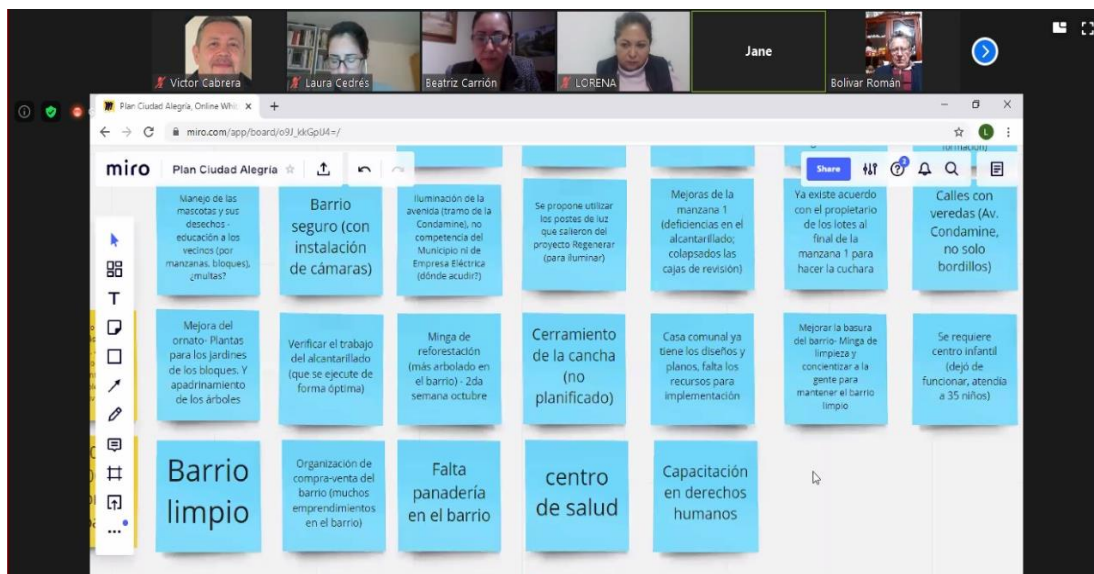 Victor Cabrera
Laura Cedrés
Beatriz Carrión
LORENA
Jane
Bolivar Román
Plan Ciudad Alegría, Online Whi
miro.com/app/board/o9J_kkGpIJ4=/
L
miro
Plan Ciudad Alegría
Share
2
formación)
Manejo de las
mascotas y sus
desechos -
educación a los
vecinos (por
manzanas, bloques),
¿multas?
Barrio
seguro (con
instalación
de cámaras)
Iluminación de la
avenida (tramo de la
Condamine), no
competencia del
Municipio ni de
Empresa Eléctrica
(dónde acudir?)
Se propone utilizar
los postes de luz
que salieron del
proyecto Regenerar
(para iluminar)
Mejoras de la
manzana 1
(deficiencias en el
alcantarillado;
colapsados las
cajas de revisión)
Ya existe acuerdo
con el propietario
de los lotes al
final de la
manzana 1 para
hacer la cuchara
Calles con
veredas (Av.
Condamine,
no solo
bordillos)
Mejora del
ornato- Plantas
para los jardines
de los bloques. Y
apadrinamiento
de los árboles
Verificar el trabajo
del alcantarillado
(que se ejecute de
forma óptima)
Minga de
reforestación
(más arbolado en
el barrio) - 2da
semana octubre
Cerramiento
de la cancha
(no
planificado)
Casa comunal ya
tiene los diseños y
planos, falta los
recursos para
implementación
Mejorar la basura
del barrio- Minga de
limpieza y
concientizar a la
gente para
mantener el barrio
limpio
Se requiere
centro infantil
(dejó de
funcionar, atendía
a 35 niños)
Barrio
limpio
Organización de
compra-venta del
barrio (muchos
emprendimientos
en el barrio)
Falta
panadería
en el barrio
centro
de salud
Capacitación
en derechos
humanos